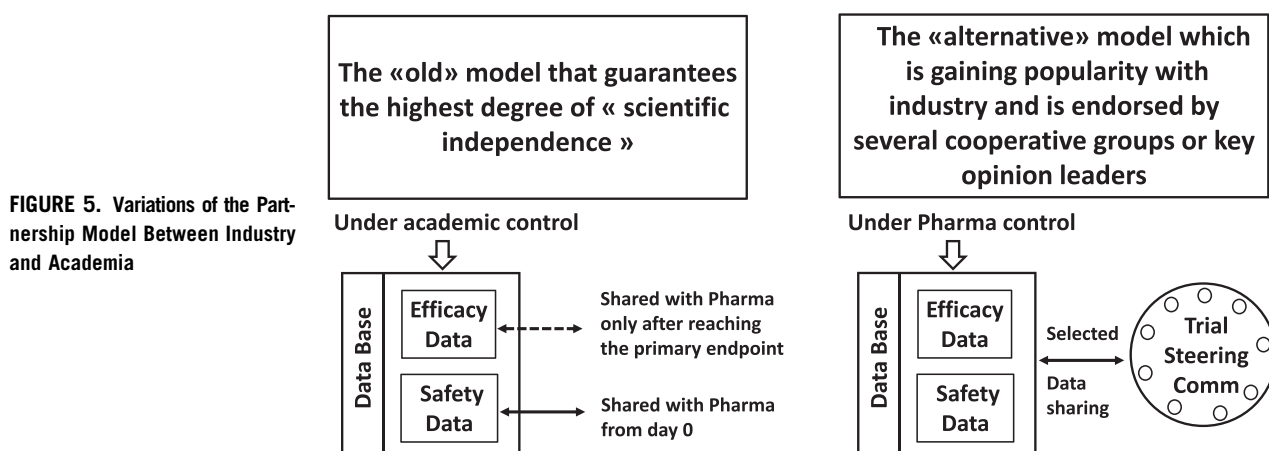 FIGURE 5. Variations of the Part-
nership Model Between Industry
and Academia
The «old» model that guarantees
the highest degree of « scientific
independence »
Under academic control
Data Base
Efficacy
Data
Safety
Data
Shared with Pharma
only after reaching
the primary endpoint
Shared with Pharma
from day 0
The «alternative» model which
is gaining popularity with
industry and is endorsed by
several cooperative groups or key
opinion leaders
Under Pharma control
Data Base
Efficacy
Data
Safety
Data
Selected
Data
sharing
Trial
Steering
Comm